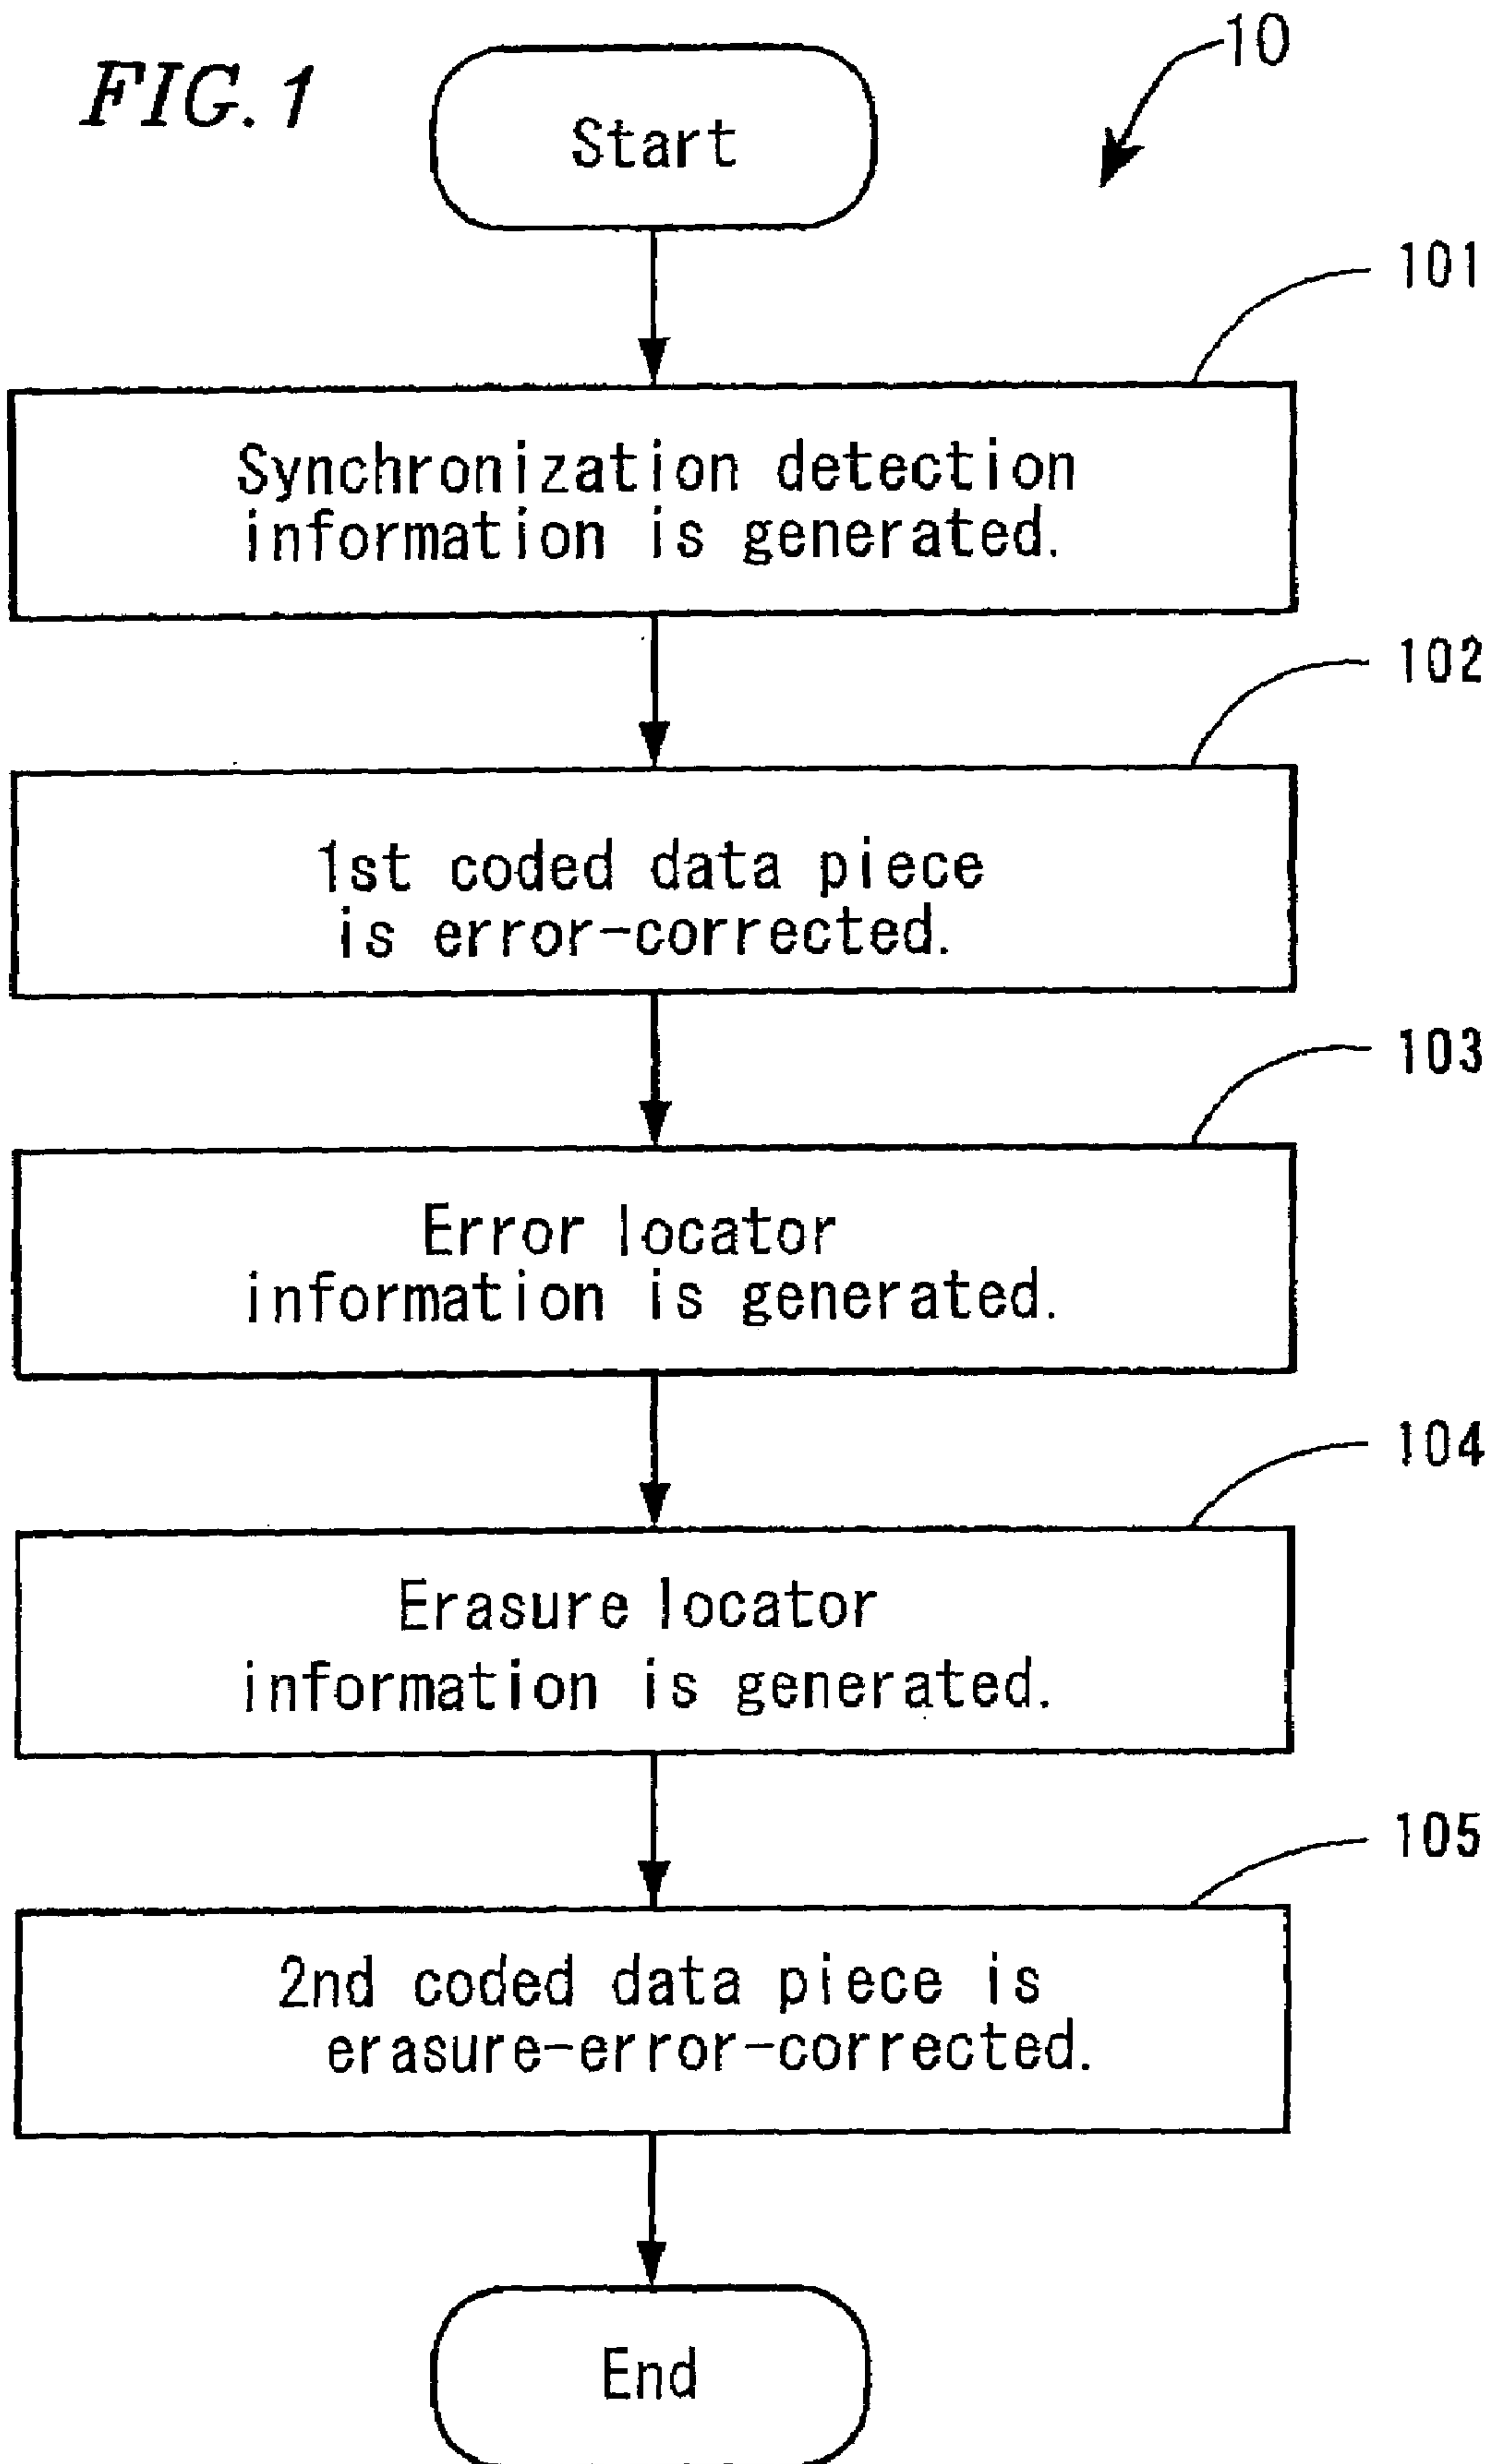 FIG. 1
10
Start
101
Synchronization detection
information is generated.
102
1st coded data piece
is error-corrected.
103
Error locator
information is generated.
104
Erasure locator
information is generated.
105
2nd coded data piece is
erasure-error-corrected.
End